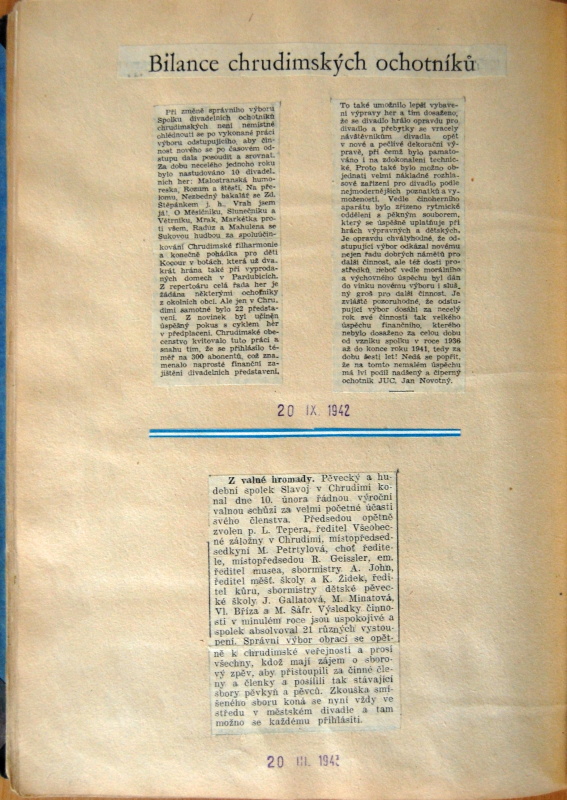 Bilance chrudimských ochotníků
Při změně správního výboru
Spolku divadelních ochotníků
chrudimských není nemístné
ohlédnouti se po vykonané práci
výboru odstupujícího, aby čin-
nost nového se po časovém od-
stupu dala posoudit a srovnat.
Za dobu necelého jednoho roku
bylo nastudováno 10 divadel-
ních her: Malostranská humo-
reska, Rozum a štěstí, Na pře-
lomu, Nezbedný bakalář se Zd.
Štěpánkem j. h., Vrah jsem
já!, O Měsíčníku, Slunečníku a
Větrníku, Mrak, Markétka pro-
ti všem, Radúz a Mahulena se
Sukovou hudbou za spoluúčin-
kování Chrudimské filharmonie
a konečně pohádka pro děti
Kocour v botách, která už dva-
krát hrána také při vyproda-
ných domech v Pardubicích.
Z repertoáru celá řada her je
žádána některými ochotníky
z okolních obcí. Ale jen v Chru-
dimi samotné bylo 22 předsta-
vení. Z novinek byl učiněn
úspěšný pokus s cyklem her
v předplacení. Chrudimské obe-
censtvo kvitovalo tuto práci a
snahu tím, že se přihlásilo té-
měř na 300 abonentů, což zna-
menalo naprosté finanční za-
jištění divadelních představení.
To také umožnilo lepší vybave-
ní výpravy her a tím dosaženo,
že se divadlo hrálo opravdu pro
divadlo a přebytky se vracely
návštěvníkům divadla opět
v nové a pečlivé dekorační vý-
pravě, při čemž bylo pamato-
váno i na zdokonalení technic-
ké. Proto také bylo možno ob-
jednati velmi nákladné rozhla-
sové zařízení pro divadlo podle
nejmodernějších poznatků a vy-
možeností. Vedle činoherního
aparátu bylo zřízeno rytmické
oddělení s pěkným souborem,
který se úspěšně uplatňuje při
hrách výpravných a dětských.
Je opravdu chvályhodné, že od-
stupující výbor odkázal novému
nejen řadu dobrých námětů pro
další činnost, ale též dosti pro-
středků, neboť vedle morálního
a výchovného úspěchu byl dán
do vínku novému výboru i sluš-
ný groš pro další činnost. Je
zvláště pozoruhodné, že odstu-
pující výbor dosáhl za necelý
rok své činnosti tak velkého
úspěchu finančního, kterého
nebylo dosaženo za celou dobu
od vzniku spolku v roce 1936
až do konce roku 1941, tedy za
dobu šesti let! Nedá se popřít,
že na tomto nemalém úspěchu
má lví podíl nadšený a čiperný
ochotník JUC. Jan Novotný.
20 IX. 1942
Z valné hromady. Pěvecký a hu-
dební spolek Slavoj v Chrudimi ko-
nal dne 10. února řádnou výroční
valnou schůzi za velmi početné účasti
svého členstva. Předsedou opětně
zvolen p. L. Tepera, ředitel Všeobec-
né záložny v Chrudimi, místopředsed-
sedkyní M. Petrtylová, choť ředite-
le, místopředsedou R. Geissler, em.
ředitel musea, sbormistry A. John,
ředitel měšť. školy a K. Židek, ředi-
tel kůru, sbormistry dětské pěvec-
ké školy J. Gallatová, M. Minatová,
Vl. Bříza a M. Šáfr. Výsledky činno-
sti v minulém roce jsou uspokojivé a
spolek absolvoval 21 různých vystou-
pení. Správní výbor obrací se opět-
ně k chrudimské veřejnosti a prosí
všechny, kdož mají zájem o sboro-
vý zpěv, aby přistoupili za činné čle-
ny a členky a posílili tak stávající
sbory pěvkyň a pěvců. Zkouška smí-
šeného sboru koná se nyní vždy ve
středu v městském divadle a tam
možno se každému přihlásiti.
20 III. 1942